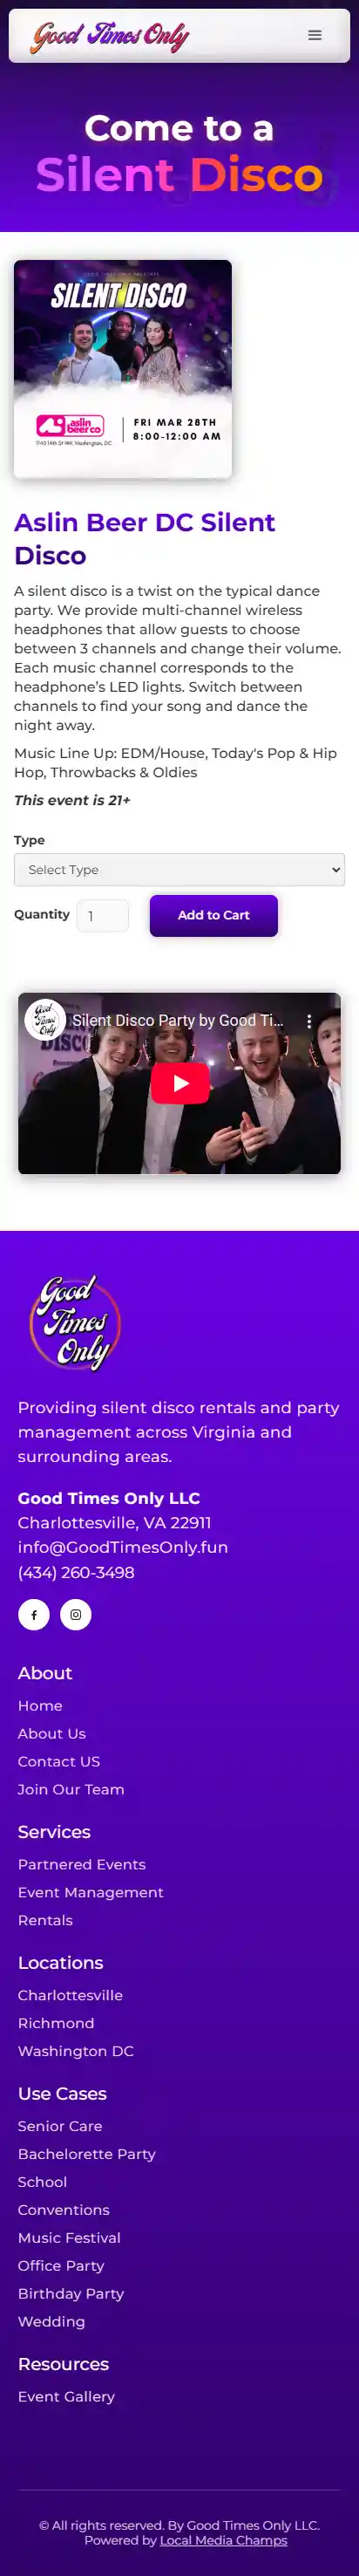 Good Times Only
Come to a
Silent Disco
GOOD TIMES ONLY PRESENTS
SILENT DISCO
aslin
beer co
FRI MAR 28TH
8:00-12:00 AM
Washington, DC
Aslin Beer DC Silent
Disco
A silent disco is a twist on the typical dance
party. We provide multi-channel wireless
headphones that allow guests to choose
between 3 channels and change their volume.
Each music channel corresponds to the
headphone’s LED lights. Switch between
channels to find your song and dance the
night away.
Music Line Up: EDM/House, Today's Pop & Hip
Hop, Throwbacks & Oldies
This event is 21+
Type
Select Type
Quantity 1 Add to Cart
Good Times Only
Silent Disco Party by Good Ti...
Good
Times
Only
Providing silent disco rentals and party
management across Virginia and
surrounding areas.
Good Times Only LLC
Charlottesville, VA 22911
info@GoodTimesOnly.fun
(434) 260-3498
About
Home
About Us
Contact US
Join Our Team
Services
Partnered Events
Event Management
Rentals
Locations
Charlottesville
Richmond
Washington DC
Use Cases
Senior Care
Bachelorette Party
School
Conventions
Music Festival
Office Party
Birthday Party
Wedding
Resources
Event Gallery
© All rights reserved. By Good Times Only LLC.
Powered by Local Media Champs